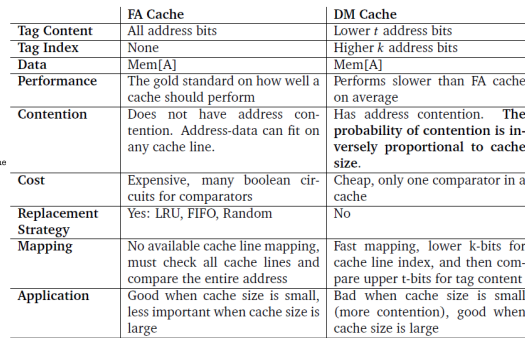 FA Cache DM Cache
Tag Content All address bits Lower t address bits
Tag Index None Higher k address bits
Data Mem[A] Mem[A]
Performance The gold standard on how well a Performs slower than FA cache
cache should perform on average
Contention Does not have address con- Has address contention. The
tention. Address-data can fit on probability of contention is in-
any cache line. versely proportional to cache
size.
Cost Expensive, many boolean cir- Cheap, only one comparator in a
cuits for comparators cache
Replacement Yes: LRU, FIFO, Random No
Strategy
Mapping No available cache line mapping, Fast mapping, lower k-bits for
must check all cache lines and cache line index, and then com-
compare the entire address pare upper t-bits for tag content
Application Good when cache size is small, Bad when cache size is small
less important when cache size is (more contention), good when
large cache size is large